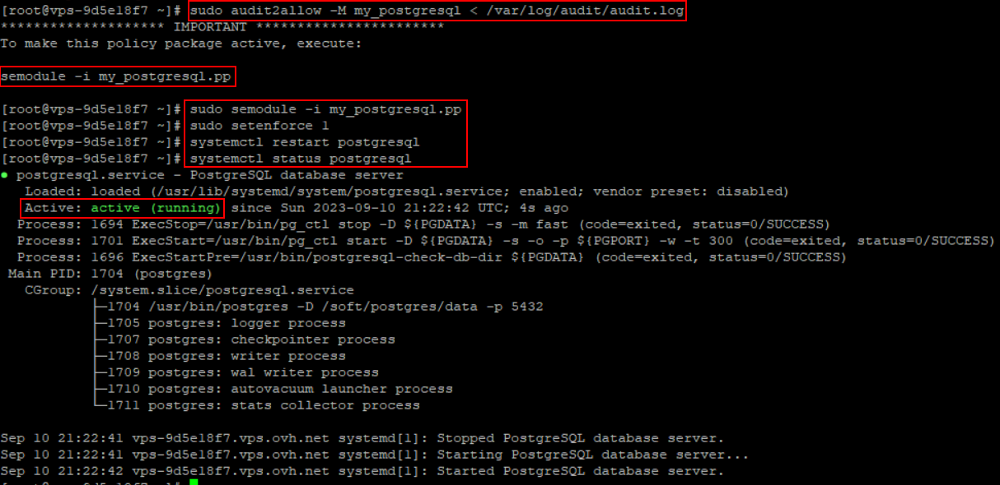 [root@vps-9d5e18f7 ~]# sudo audit2allow -M my_postgresql < /var/log/audit/audit.log
******************** IMPORTANT ***********************
To make this policy package active, execute:
semodule -i my_postgresql.pp
[root@vps-9d5e18f7 ~]# sudo semodule -i my_postgresql.pp
[root@vps-9d5e18f7 ~]# sudo setenforce 1
[root@vps-9d5e18f7 ~]# systemctl restart postgresql
[root@vps-9d5e18f7 ~]# systemctl status postgresql
● postgresql.service - PostgreSQL database server
Loaded: loaded (/usr/lib/systemd/system/postgresql.service; enabled; vendor preset: disabled)
Active: active (running) since Sun 2023-09-10 21:22:42 UTC; 4s ago
Process: 1694 ExecStop=/usr/bin/pg_ctl stop -D ${PGDATA} -s -m fast (code=exited, status=0/SUCCESS)
Process: 1701 ExecStart=/usr/bin/pg_ctl start -D ${PGDATA} -s -o -p ${PGPORT} -w -t 300 (code=exited, status=0/SUCCESS)
Process: 1696 ExecStartPre=/usr/bin/postgresql-check-db-dir ${PGDATA} (code=exited, status=0/SUCCESS)
Main PID: 1704 (postgres)
CGroup: /system.slice/postgresql.service
├─1704 /usr/bin/postgres -D /soft/postgres/data -p 5432
├─1705 postgres: logger process
├─1707 postgres: checkpointer process
├─1708 postgres: writer process
├─1709 postgres: wal writer process
├─1710 postgres: autovacuum launcher process
└─1711 postgres: stats collector process
Sep 10 21:22:41 vps-9d5e18f7.vps.ovh.net systemd[1]: Stopped PostgreSQL database server.
Sep 10 21:22:41 vps-9d5e18f7.vps.ovh.net systemd[1]: Starting PostgreSQL database server...
Sep 10 21:22:42 vps-9d5e18f7.vps.ovh.net systemd[1]: Started PostgreSQL database server.